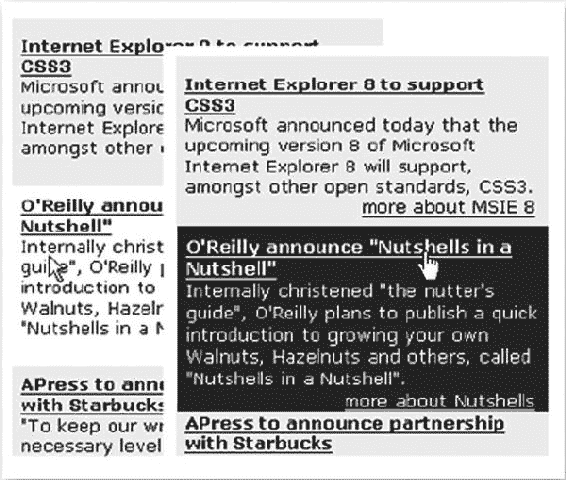 Internet Explorer 8 to support
CSS3
Microsoft annou
upcoming versic
Internet Explore
amongst other
O'Reilly annou
Nutshell"
Internally christ
guide", O'Reilly
introduction to
Walnuts, Hazeln
"Nutshells in a N
APress to anno
with Starbucks
"To keep our wr
necessary level
Internet Explorer 8 to support
CSS3
Microsoft announced today that the
upcoming version 8 of Microsoft
Internet Explorer 8 will support,
amongst other open standards, CSS3.
more about MSIE 8
O'Reilly announce "Nutshells in a
Nutshell"
Internally christened "the nutter's
guide", O'Reilly plans to publish a quick
introduction to growing your own
Walnuts, Hazelnuts and others, called
"Nutshells in a Nutshell".
more about Nutshells
APress to announce partnership
with Starbucks